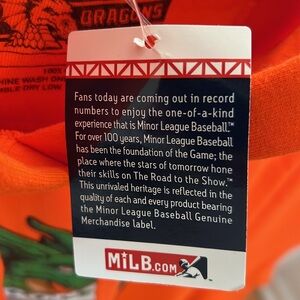 DRAGONS
Fans today are coming out in record
numbers to enjoy the one-of-a-kind
experience that is Minor League Baseball.™
For over 100 years, Minor League Baseball
has been the foundation of the Game; the
place where the stars of tomorrow hone
their skills on The Road to the Show.™
This unrivaled heritage is reflected in the
quality of each and every product bearing
the Minor League Baseball Genuine
Merchandise label.
MiLB.COM